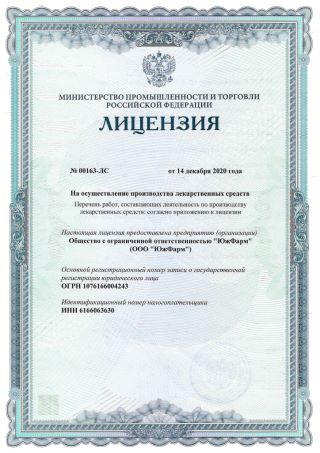 МИНИСТЕРСТВО ПРОМЫШЛЕННОСТИ И ТОРГОВЛИ
РОССИЙСКОЙ ФЕДЕРАЦИИ
ЛИЦЕНЗИЯ
№ 00163-ЛС от 14 декабря 2020 года
На осуществление производства лекарственных средств
Перечень работ, составляющих деятельность по производству
лекарственных средств: согласно приложению к лицензии
Настоящая лицензия предоставлена предприятию (организации)
Общество с ограниченной ответственностью "ЮжФарм"
(ООО "ЮжФарм")
Основной регистрационный номер записи о государственной
регистрации юридического лица
ОГРН 1076166004243
Идентификационный номер налогоплательщика
ИНН 6166063630